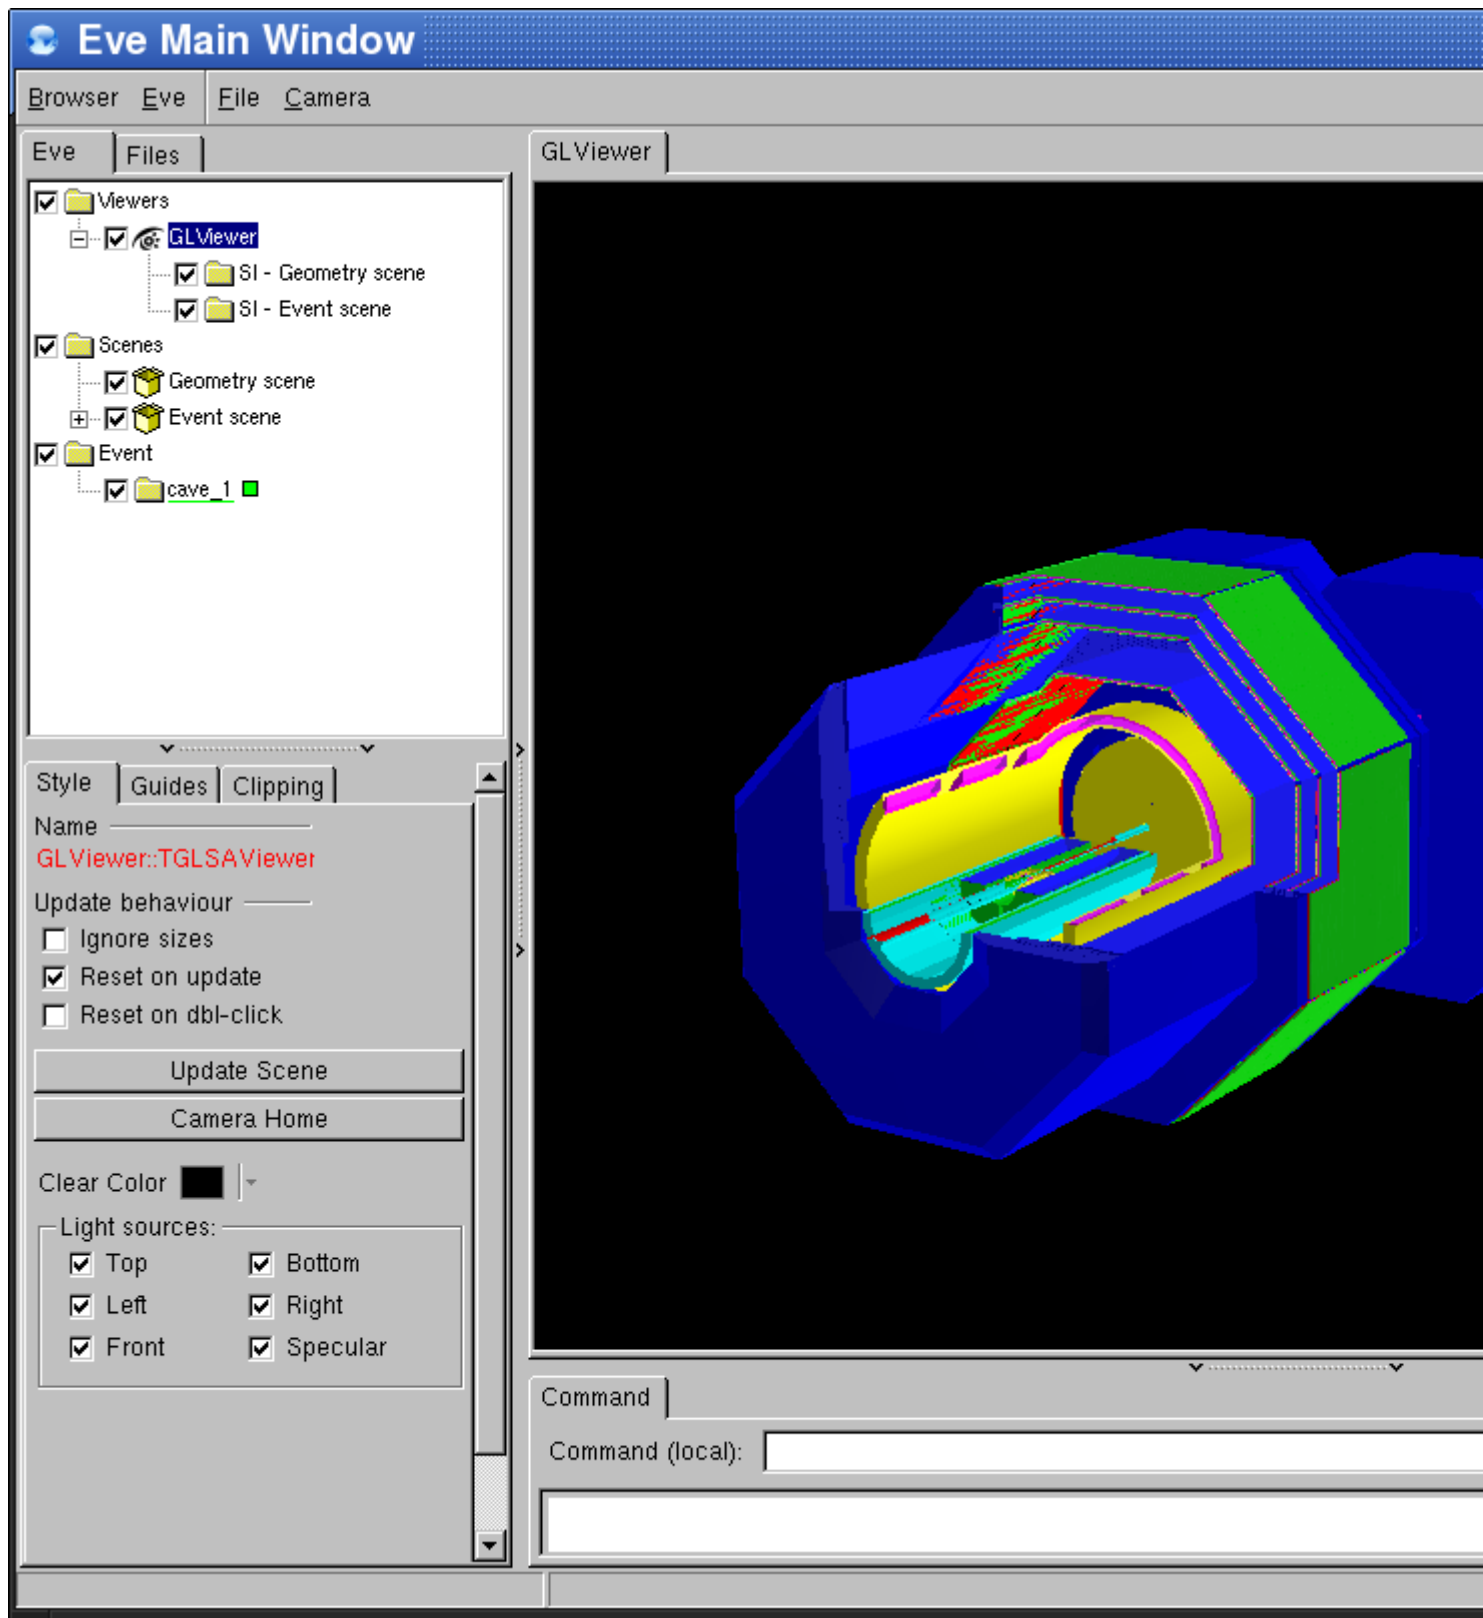 Eve Main Window
Browser Eve File Camera
Eve Files
Viewers
GLViewer
SI - Geometry scene
SI - Event scene
Scenes
Geometry scene
Event scene
Event
cave_1
Style Guides Clipping
Name
GLViewer::TGLSAViewer
Update behaviour
Ignore sizes
Reset on update
Reset on dbl-click
Update Scene
Camera Home
Clear Color
Light sources:
Top Bottom
Left Right
Front Specular
GLViewer
Command
Command (local):